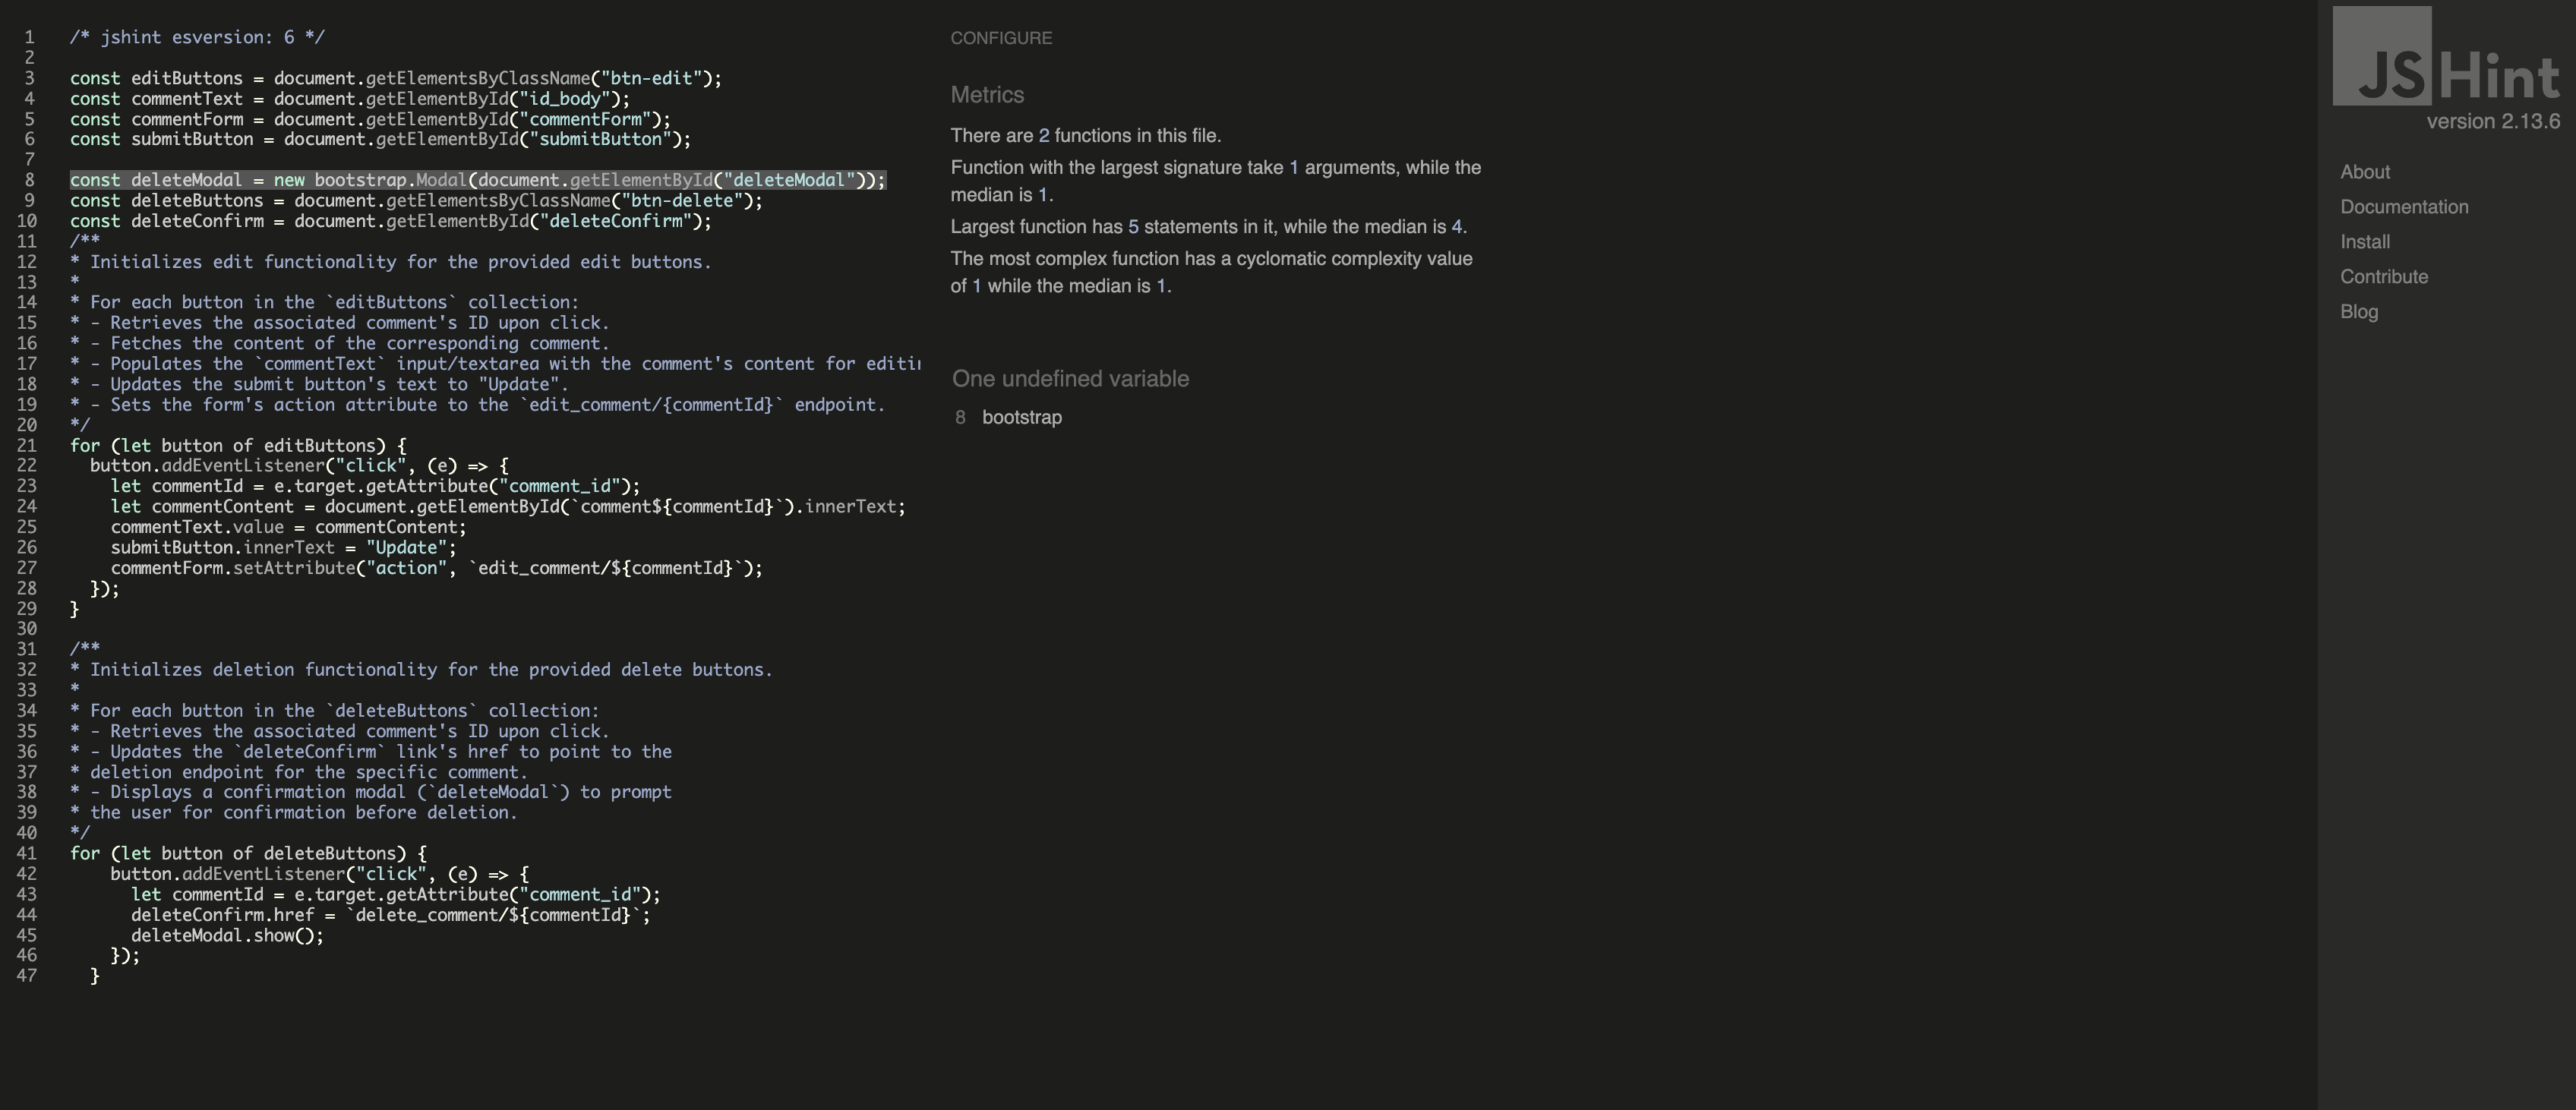 1 /* jshint esversion: 6 */
2
3 const editButtons = document.getElementsByClassName("btn-edit");
4 const commentText = document.getElementById("id_body");
5 const commentForm = document.getElementById("commentForm");
6 const submitButton = document.getElementById("submitButton");
7
8 const deleteModal = new bootstrap.Modal(document.getElementById("deleteModal"));
9 const deleteButtons = document.getElementsByClassName("btn-delete");
10 const deleteConfirm = document.getElementById("deleteConfirm");
11 /**
12 * Initializes edit functionality for the provided edit buttons.
13 *
14 * For each button in the `editButtons` collection:
15 * - Retrieves the associated comment's ID upon click.
16 * - Fetches the content of the corresponding comment.
17 * - Populates the `commentText` input/textarea with the comment's content for editin
18 * - Updates the submit button's text to "Update".
19 * - Sets the form's action attribute to the `edit_comment/{commentId}` endpoint.
20 */
21 for (let button of editButtons) {
22   button.addEventListener("click", (e) => {
23     let commentId = e.target.getAttribute("comment_id");
24     let commentContent = document.getElementById(`comment${commentId}`).innerText;
25     commentText.value = commentContent;
26     submitButton.innerText = "Update";
27     commentForm.setAttribute("action", `edit_comment/${commentId}`);
28   });
29 }
30
31 /**
32 * Initializes deletion functionality for the provided delete buttons.
33 *
34 * For each button in the `deleteButtons` collection:
35 * - Retrieves the associated comment's ID upon click.
36 * - Updates the `deleteConfirm` link's href to point to the
37 * deletion endpoint for the specific comment.
38 * - Displays a confirmation modal (`deleteModal`) to prompt
39 * the user for confirmation before deletion.
40 */
41 for (let button of deleteButtons) {
42     button.addEventListener("click", (e) => {
43       let commentId = e.target.getAttribute("comment_id");
44       deleteConfirm.href = `delete_comment/${commentId}`;
45       deleteModal.show();
46     });
47   }
CONFIGURE
Metrics
There are 2 functions in this file.
Function with the largest signature take 1 arguments, while the
median is 1.
Largest function has 5 statements in it, while the median is 4.
The most complex function has a cyclomatic complexity value
of 1 while the median is 1.
One undefined variable
8 bootstrap
JSHint
version 2.13.6
About
Documentation
Install
Contribute
Blog